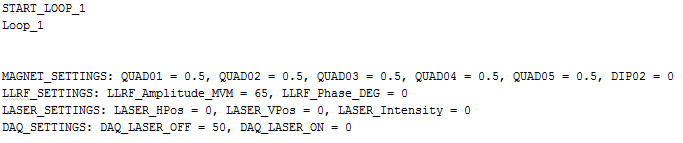 START_LOOP_1
Loop_1
MAGNET_SETTINGS: QUAD01 = 0.5, QUAD02 = 0.5, QUAD03 = 0.5, QUAD04 = 0.5, QUAD05 = 0.5, DIP02 = 0
LLRF_SETTINGS: LLRF_Amplitude_MVM = 65, LLRF_Phase_DEG = 0
LASER_SETTINGS: LASER_HPos = 0, LASER_VPos = 0, LASER_Intensity = 0
DAQ_SETTINGS: DAQ_LASER_OFF = 50, DAQ_LASER_ON = 0